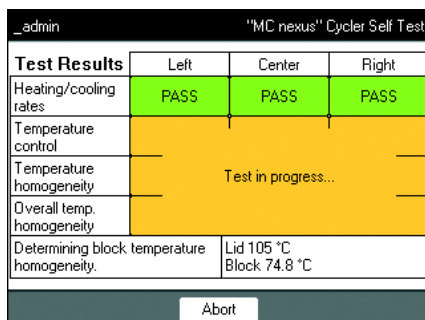 _admin "MC nexus" Cycler Self Test
Test Results Left Center Right
Heating/cooling
rates PASS PASS PASS
Temperature
control
Temperature
homogeneity
Test in progress...
Overall temp.
homogeneity
Determining block temperature
homogeneity.
Lid 105 °C
Block 74.8 °C
Abort